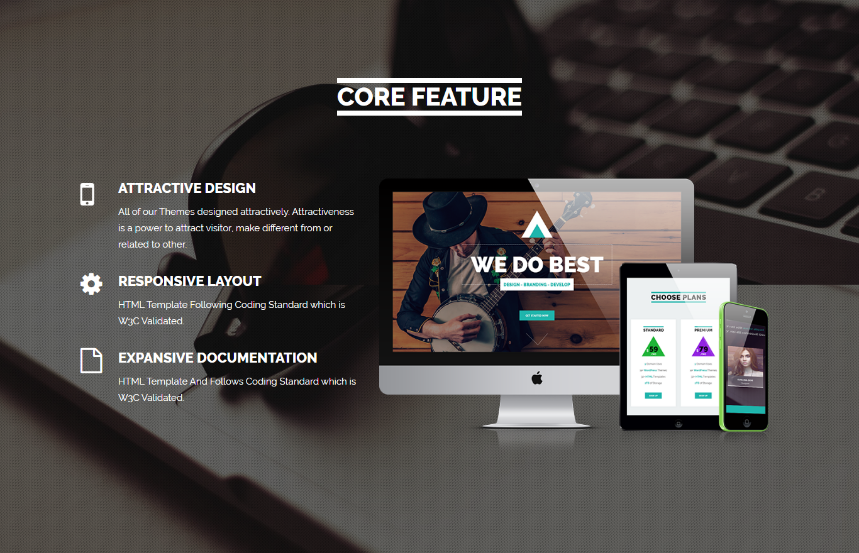 CORE FEATURE
ATTRACTIVE DESIGN
All of our Themes designed attractively. Attractiveness
is a power to attract visitor, make different from or
related to other.
RESPONSIVE LAYOUT
HTML Template Following Coding Standard which is
W3C Validated.
EXPANSIVE DOCUMENTATION
HTML Template And Follows Coding Standard which is
W3C Validated.
WE DO BEST
DESIGN - BRANDING - DEVELOP
CHOOSE PLANS
STANDARD PREMIUM
59 79